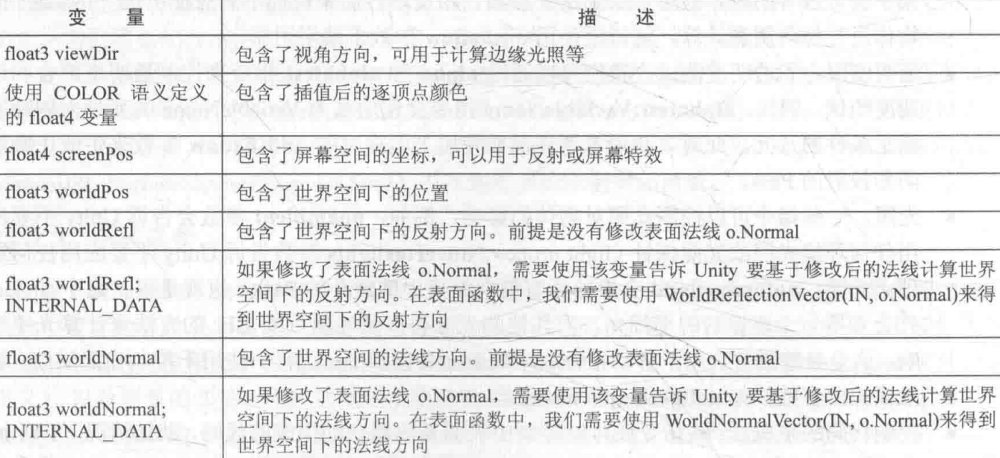 变 量 描 述
float3 viewDir 包含了视角方向，可用于计算边缘光照等
使用 COLOR 语义定义
的 float4 变量
包含了插值后的逐顶点颜色
float4 screenPos 包含了屏幕空间的坐标，可以用于反射或屏幕特效
float3 worldPos 包含了世界空间下的位置
float3 worldRefl 包含了世界空间下的反射方向。前提是没有修改表面法线 o.Normal
float3 worldRefl;
INTERNAL_DATA
如果修改了表面法线 o.Normal，需要使用该变量告诉 Unity 要基于修改后的法线计算世界
空间下的反射方向。在表面函数中，我们需要使用 WorldReflectionVector(IN, o.Normal)来得
到世界空间下的反射方向
float3 worldNormal 包含了世界空间的法线方向。前提是没有修改表面法线 o.Normal
float3 worldNormal;
INTERNAL_DATA
如果修改了表面法线 o.Normal，需要使用该变量告诉 Unity 要基于修改后的法线计算世界
空间下的法线方向。在表面函数中，我们需要使用 WorldNormalVector(IN, o.Normal)来得到
世界空间下的法线方向